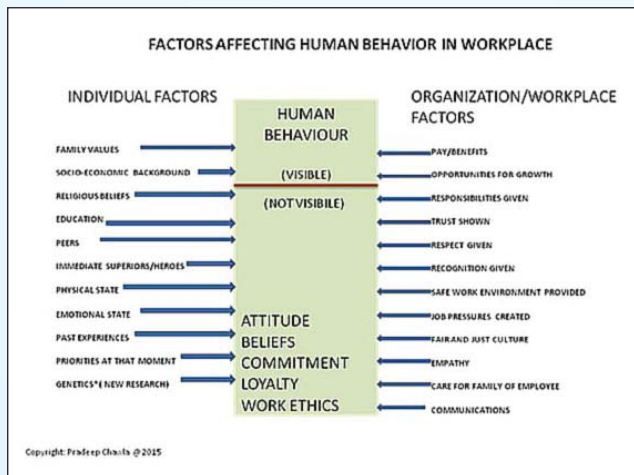 FACTORS AFFECTING HUMAN BEHAVIOR IN WORKPLACE
INDIVIDUAL FACTORS
FAMILY VALUES
SOCIO-ECONOMIC BACKGROUND
RELIGIOUS BELIEFS
EDUCATION
PEERS
IMMEDIATE SUPERIORS/HEROES
PHYSICAL STATE
EMOTIONAL STATE
PAST EXPERIENCES
PRIORITIES AT THAT MOMENT
GENETICS*( NEW RESEARCH)
HUMAN
BEHAVIOUR
(VISIBLE)
(NOT VISIBILE)
ATTITUDE
BELIEFS
COMMITMENT
LOYALTY
WORK ETHICS
ORGANIZATION/WORKPLACE
FACTORS
PAY/BENEFITS
OPPORTUNITIES FOR GROWTH
RESPONSIBILITIES GIVEN
TRUST SHOWN
RESPECT GIVEN
RECOGNITION GIVEN
SAFE WORK ENVIRONMENT PROVIDED
JOB PRESSURES CREATED
FAIR AND JUST CULTURE
EMPATHY
CARE FOR FAMILY OF EMPLOYEE
COMMUNICATIONS
Copyright: Pradeep Chawla @ 2015